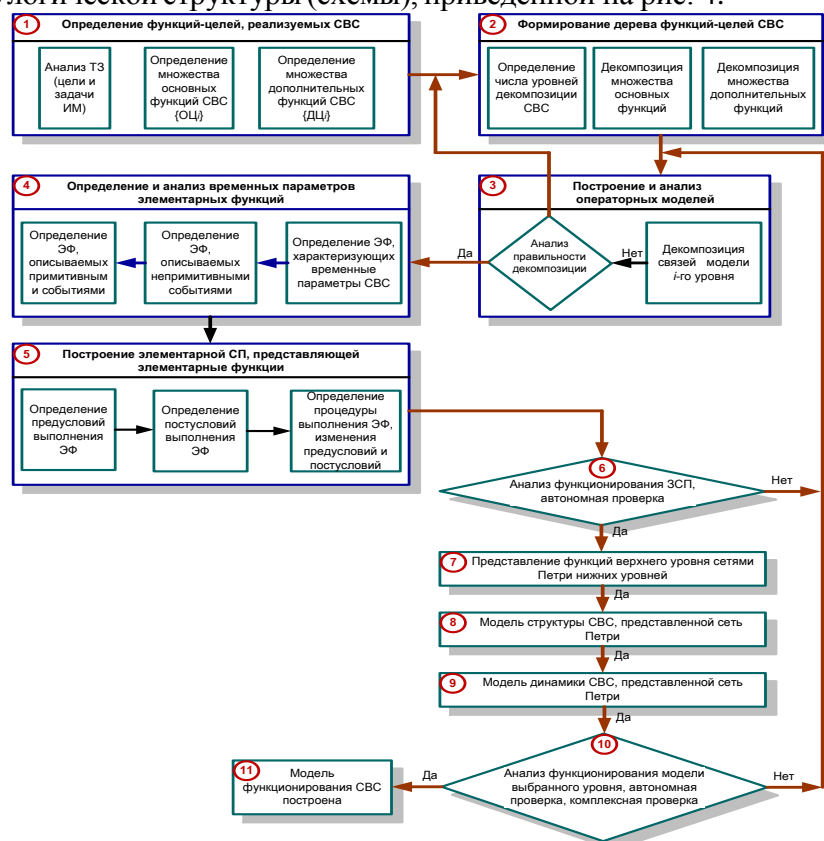 логической структуры (схемы), приведенной на рис. 4.
1
Определение функций-целей, реализуемых СВС
Анализ ТЗ
(цели и
задачи
ИМ)
Определение
множества
основных
функций СВС
{ОЦi}
Определение
множества
дополнительных
функций СВС
{ДЦi}
2
Формирование дерева функций-целей СВС
Определение
числа уровней
декомпозиции
СВС
Декомпозиция
множества
основных
функций
Декомпозиция
множества
дополнительных
функций
4
Определение и анализ временных параметров
элементарных функций
Определение
ЭФ,
описываемых
примитивным
и событиями
Определение
ЭФ,
описываемых
непримитивными
событиями
Определение ЭФ,
характеризующих
временные
параметры СВС
Да
3
Построение и анализ
операторных моделей
Анализ
правильности
декомпозиции
Нет
Декомпозиция
связей модели
i-го уровня
5
Построение элементарной СП, представляющей
элементарные функции
Определение
предусловий
выполнения
ЭФ
Определение
постусловий
выполнения
ЭФ
Определение
процедуры
выполнения ЭФ,
изменения
предусловий и
постусловий
6
Анализ функционирования ЗСП,
автономная проверка
Нет
Да
7
Представление функций верхнего уровня сетями
Петри нижних уровней
Да
8
Модель структуры СВС, представленной сеть
Петри
Да
9
Модель динамики СВС, представленной сеть
Петри
Да
10
Анализ функционирования модели
выбранного уровня, автономная
проверка, комплексная проверка
Нет
Да
11
Модель
функционирования СВС
построена